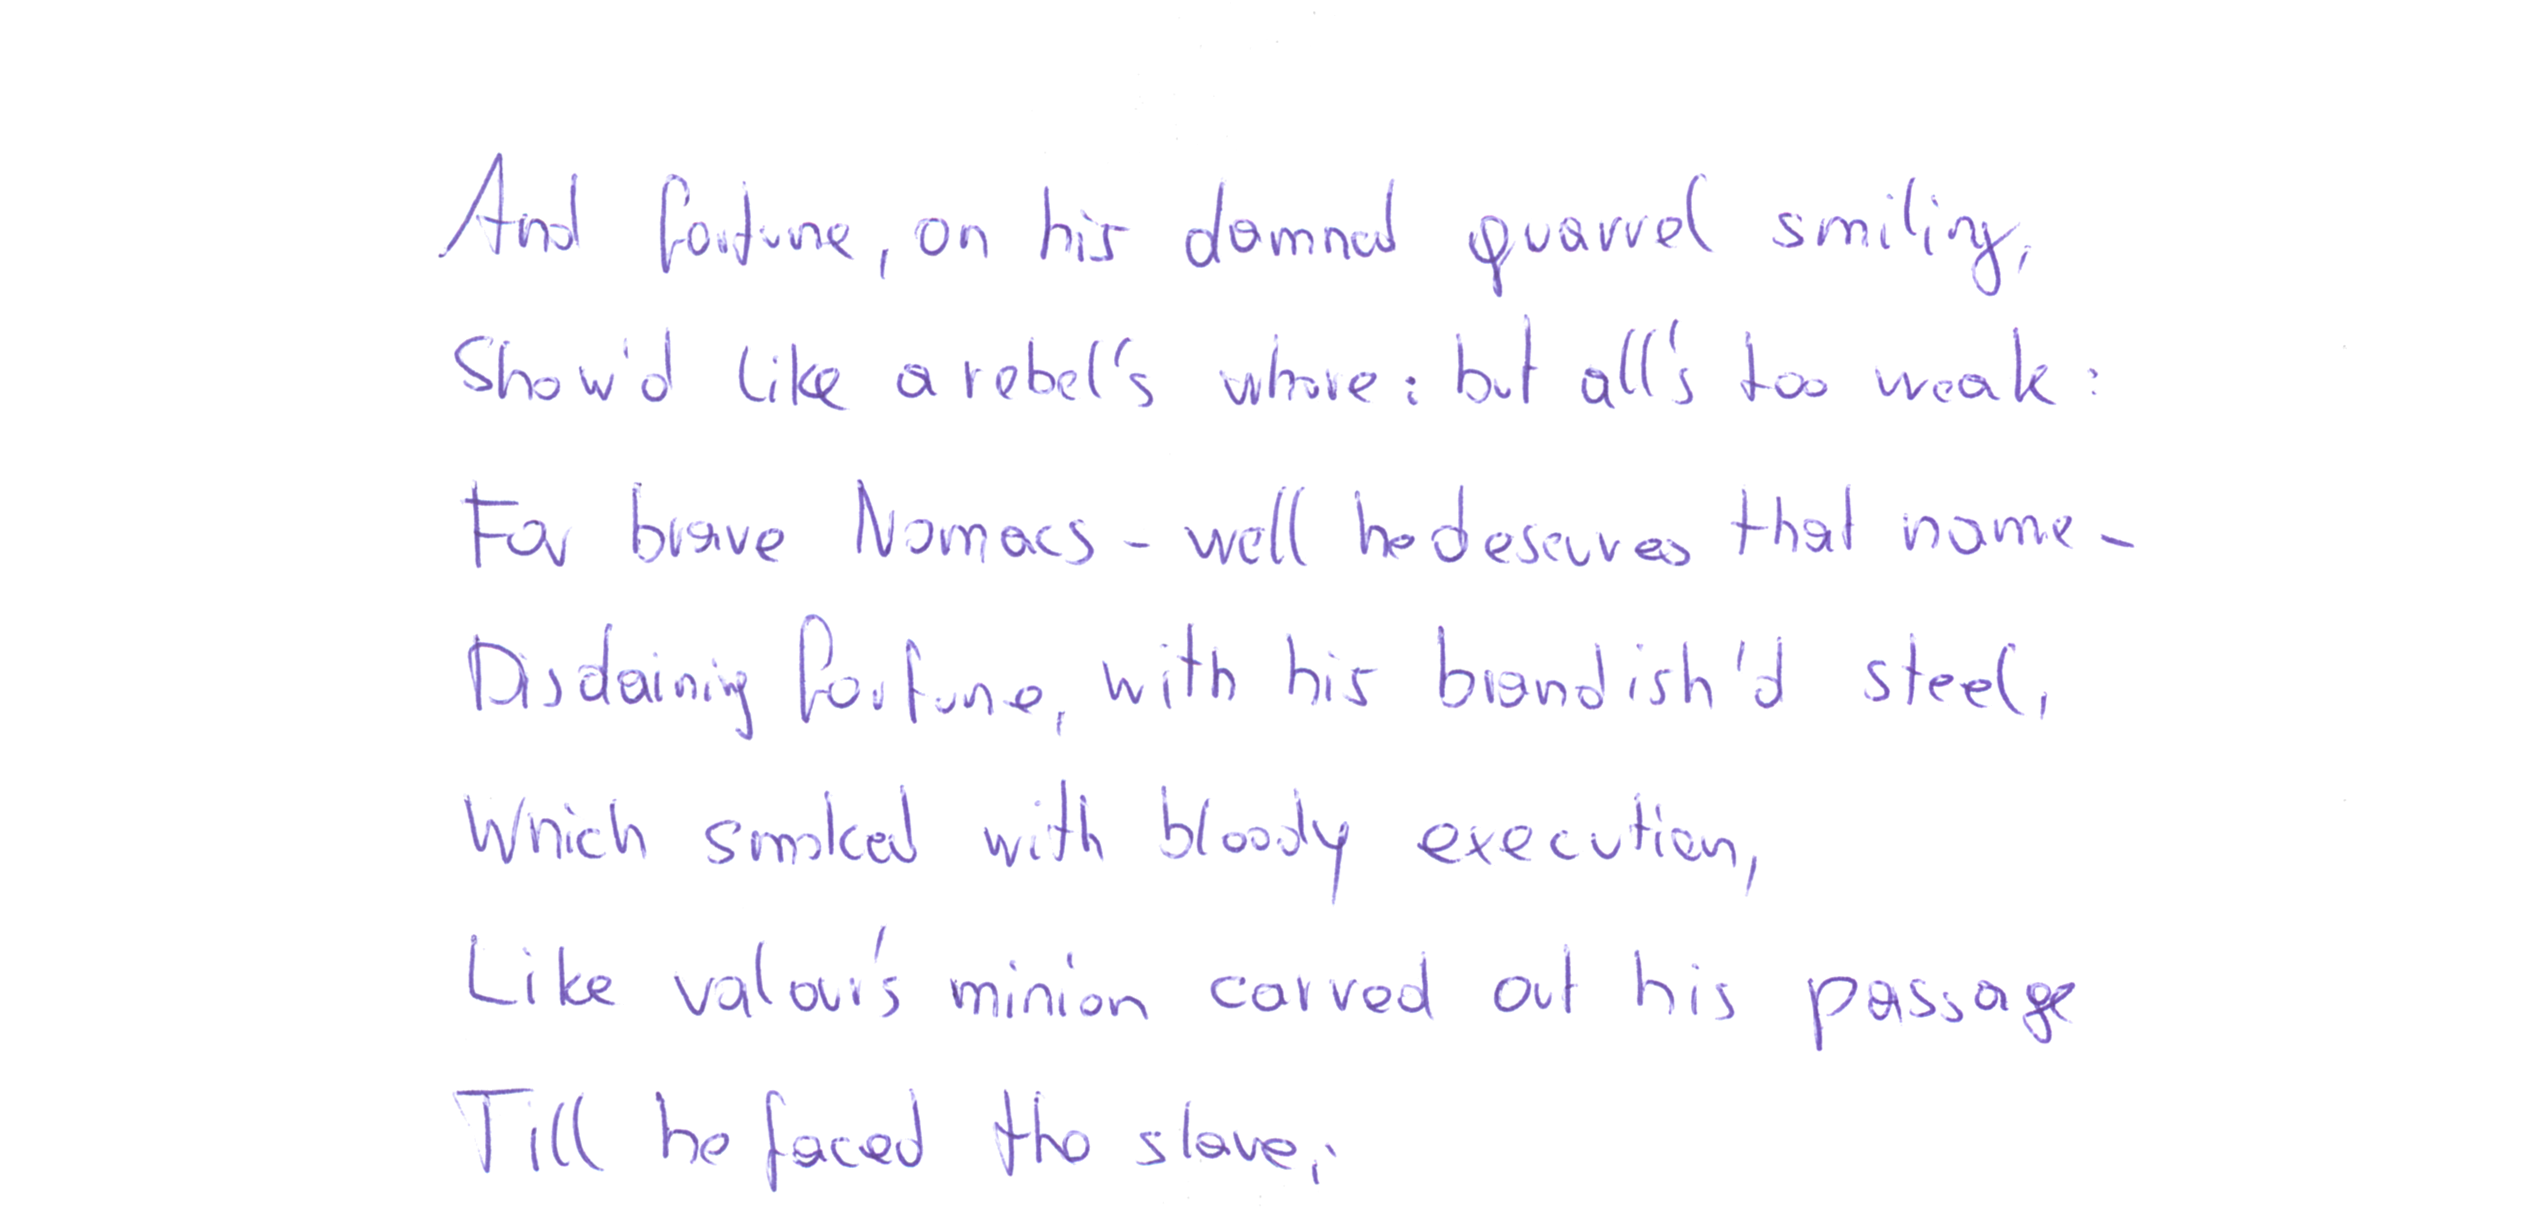 And fortune, on his damned quarrel smiling,
Show'd like a rebel's whore: but all's too weak:
For brave Nomacs - well he deserves that name -
Disdaining fortune, with his brandish'd steel,
Which smoked with bloody execution,
Like valour's minion carved out his passage
Till he faced the slave;